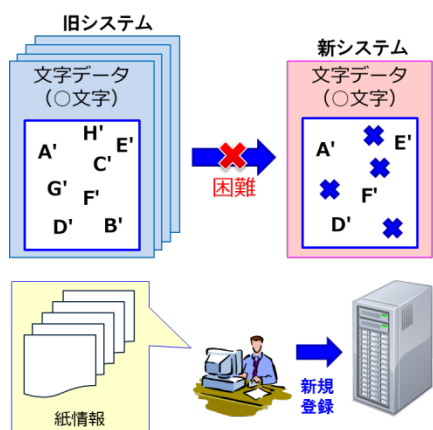 旧システム
文字データ
(○文字)
H'
A'
E'
C'
G'
F'
D'
B'
困難
新システム
文字データ
(○文字)
A'
E'
F'
D'
紙情報
新規
登録